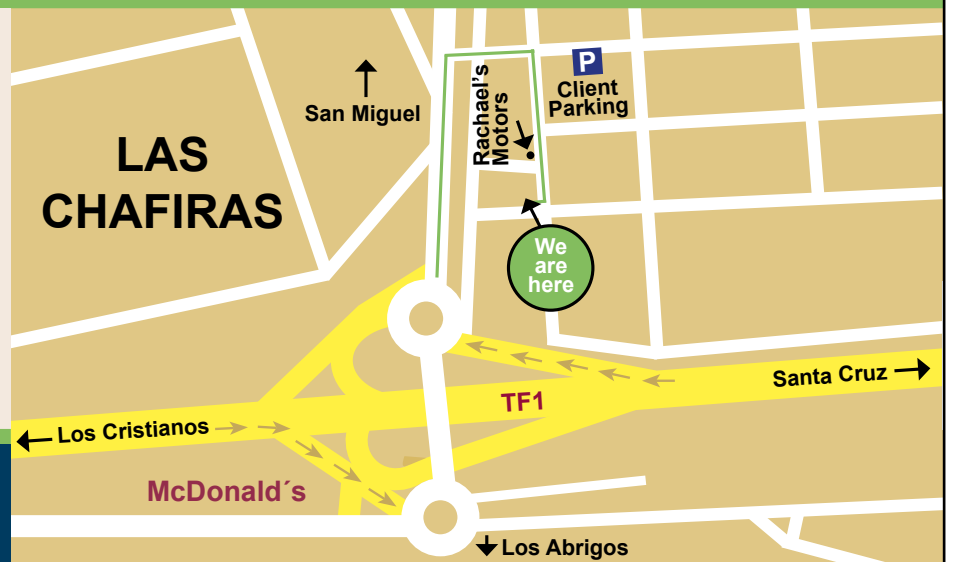 P
Client
Parking
Rachael's
Motors
San Miguel
LAS
CHAFIRAS
We
are
here
Santa Cruz
TF1
Los Cristianos
McDonald´s
Los Abrigos